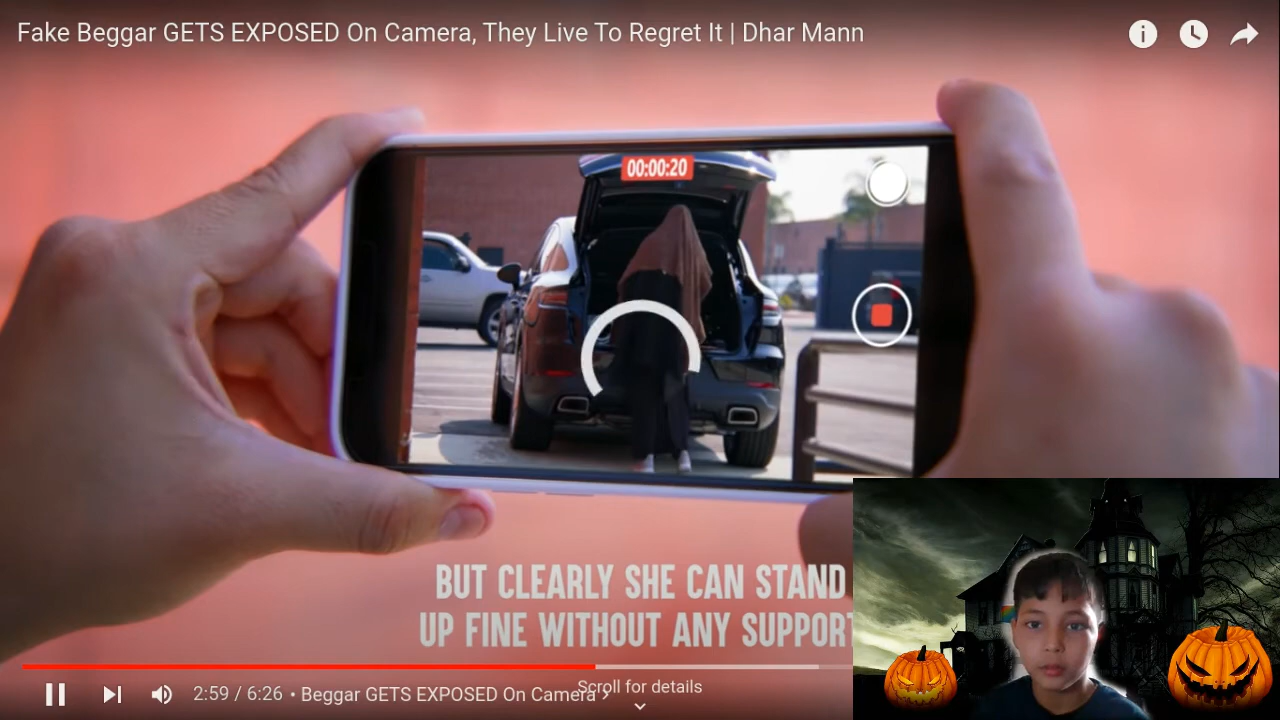 Fake Beggar GETS EXPOSED On Camera, They Live To Regret It | Dhar Mann
00:00:20
BUT CLEARLY SHE CAN STAND
UP FINE WITHOUT ANY SUPPORT
Scroll for details
2:59 / 6:26 • Beggar GETS EXPOSED On Camera